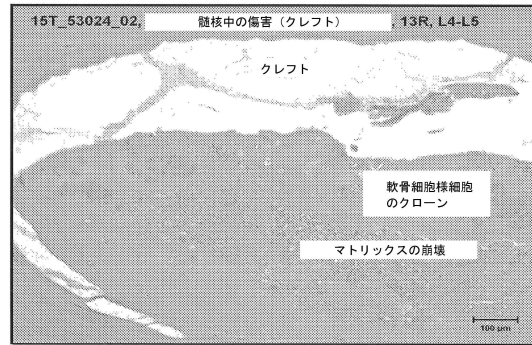 15T_53024_02, 髄核中の傷害（クレフト） , 13R, L4-L5
クレフト
軟骨細胞様細胞
のクローン
マトリックスの崩壊
100 µm